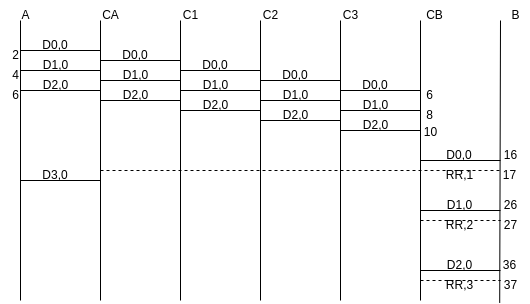 A CA C1 C2 C3 CB B
2 D0,0
D0,0
4 D1,0 D0,0
D1,0 D0,0
6 D2,0 D1,0 D0,0 6
D2,0 D1,0
D2,0 D1,0 8
D2,0
D2,0 10
D0,0 16
D3,0 RR,1 17
D1,0 26
RR,2 27
D2,0 36
RR,3 37